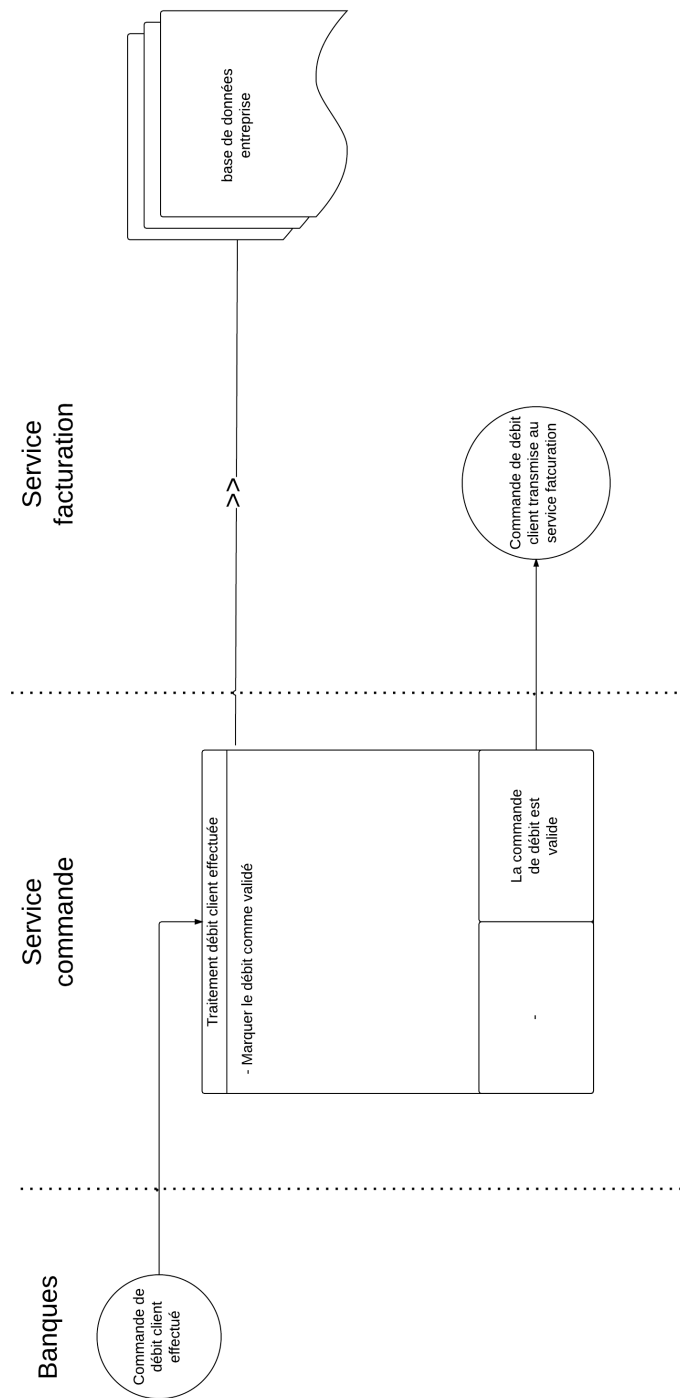 Banques
Service
commande
Service
facturation
Commande de
débit client
effectué
Traitement débit client effectuée
- Marquer le débit comme validé
-
La commande
de débit est
valide
>>
base de données
entreprise
Commande de débit
client transmise au
service fatcuration